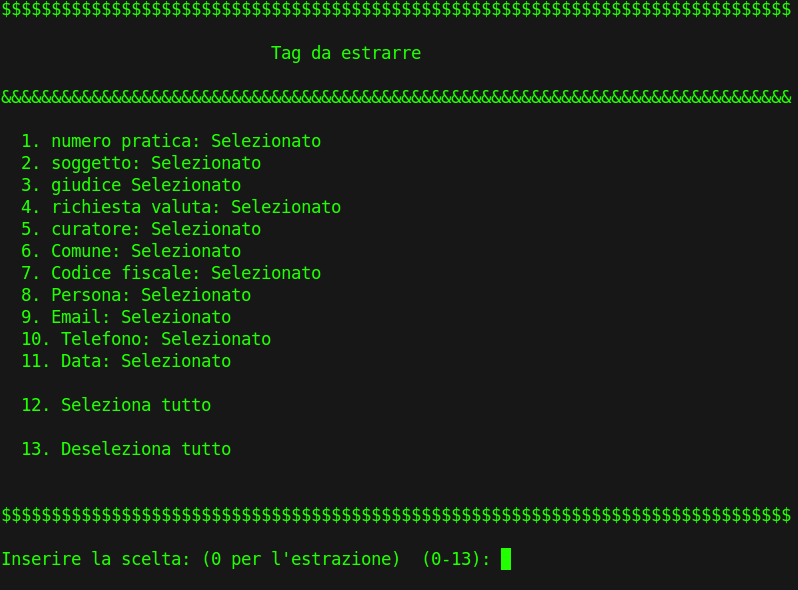 $$$$$$$$$$$$$$$$$$$$$$$$$$$$$$$$$$$$$$$$$$$$$$$$$$$$$$$$$$$$$$$$$$$$$$$$$$$$$$$
Tag da estrarre
&&&&&&&&&&&&&&&&&&&&&&&&&&&&&&&&&&&&&&&&&&&&&&&&&&&&&&&&&&&&&&&&&&&&&&&&&&&&&&&
1. numero pratica: Selezionato
2. soggetto: Selezionato
3. giudice Selezionato
4. richiesta valuta: Selezionato
5. curatore: Selezionato
6. Comune: Selezionato
7. Codice fiscale: Selezionato
8. Persona: Selezionato
9. Email: Selezionato
10. Telefono: Selezionato
11. Data: Selezionato
12. Seleziona tutto
13. Deseleziona tutto
$$$$$$$$$$$$$$$$$$$$$$$$$$$$$$$$$$$$$$$$$$$$$$$$$$$$$$$$$$$$$$$$$$$$$$$$$$$$$$$
Inserire la scelta: (0 per l'estrazione)  (0-13):